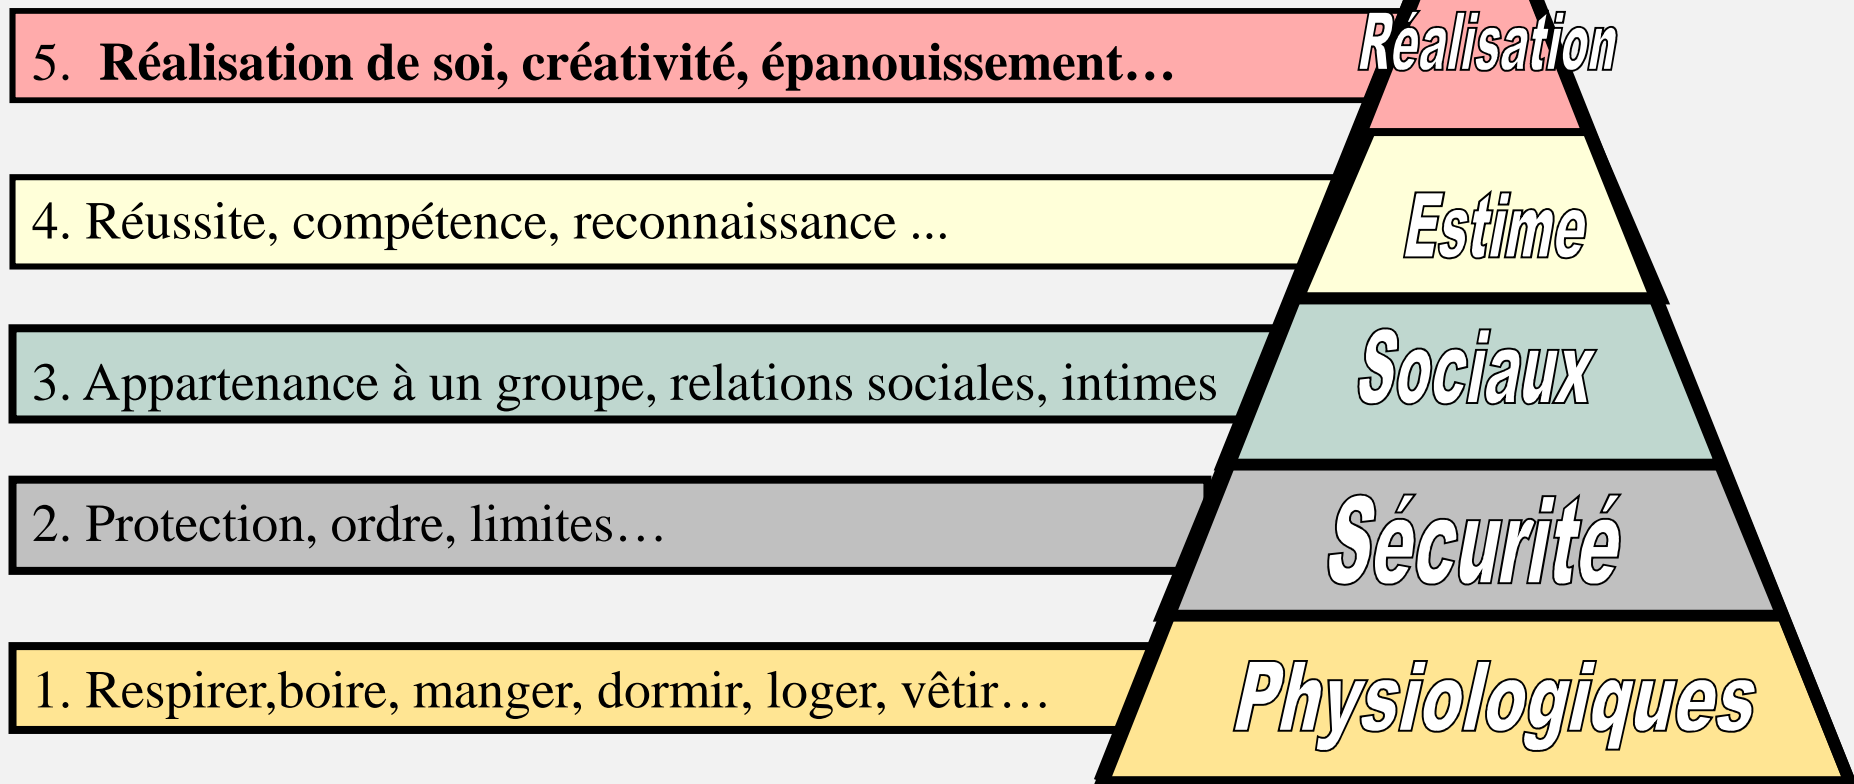 5. Réalisation de soi, créativité, épanouissement…
Réalisation
4. Réussite, compétence, reconnaissance ...
Estime
3. Appartenance à un groupe, relations sociales, intimes
Sociaux
2. Protection, ordre, limites…
Sécurité
1. Respirer,boire, manger, dormir, loger, vêtir…
Physiologiques